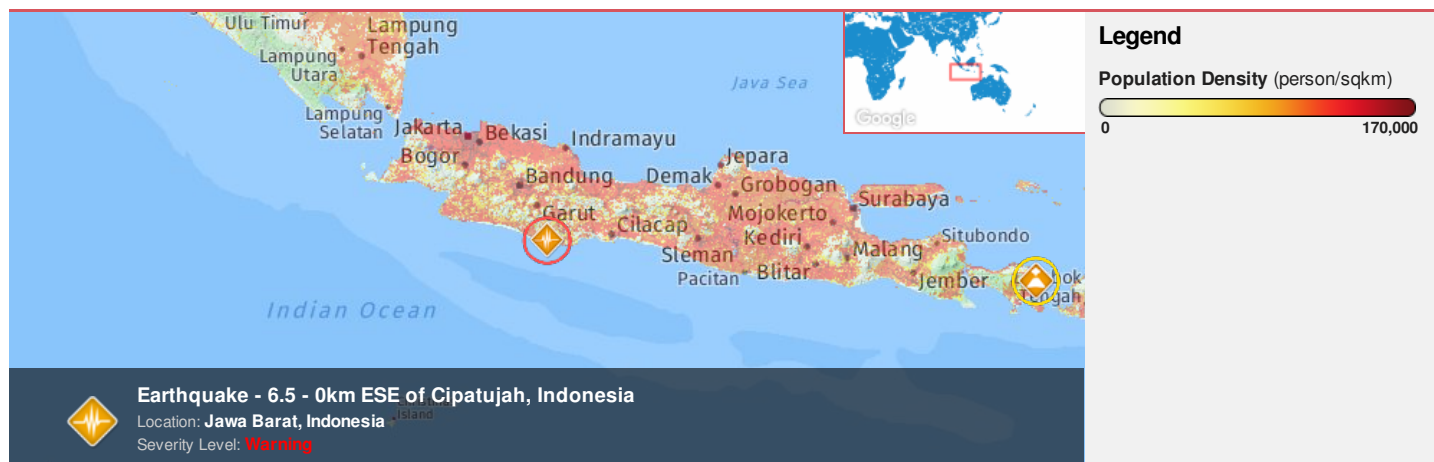 Ulu Timur
Lampung
Tengah
Lampung
Utara
Java Sea
Google
Lampung
Selatan
Jakarta
Bekasi
Indramayu
Bogor
Jepara
Bandung
Demak
Grobogan
Garut
Mojokerto
Surabaya
Cilacap
Kediri
Situbondo
Sleman
Malang
Pacitan
Blitar
Jember
bok
Tengah
Indian Ocean
Island
Earthquake - 6.5 - 0km ESE of Cipatujah, Indonesia
Location: Jawa Barat, Indonesia
Severity Level: Warning
Legend
Population Density (person/sqkm)
0
170,000